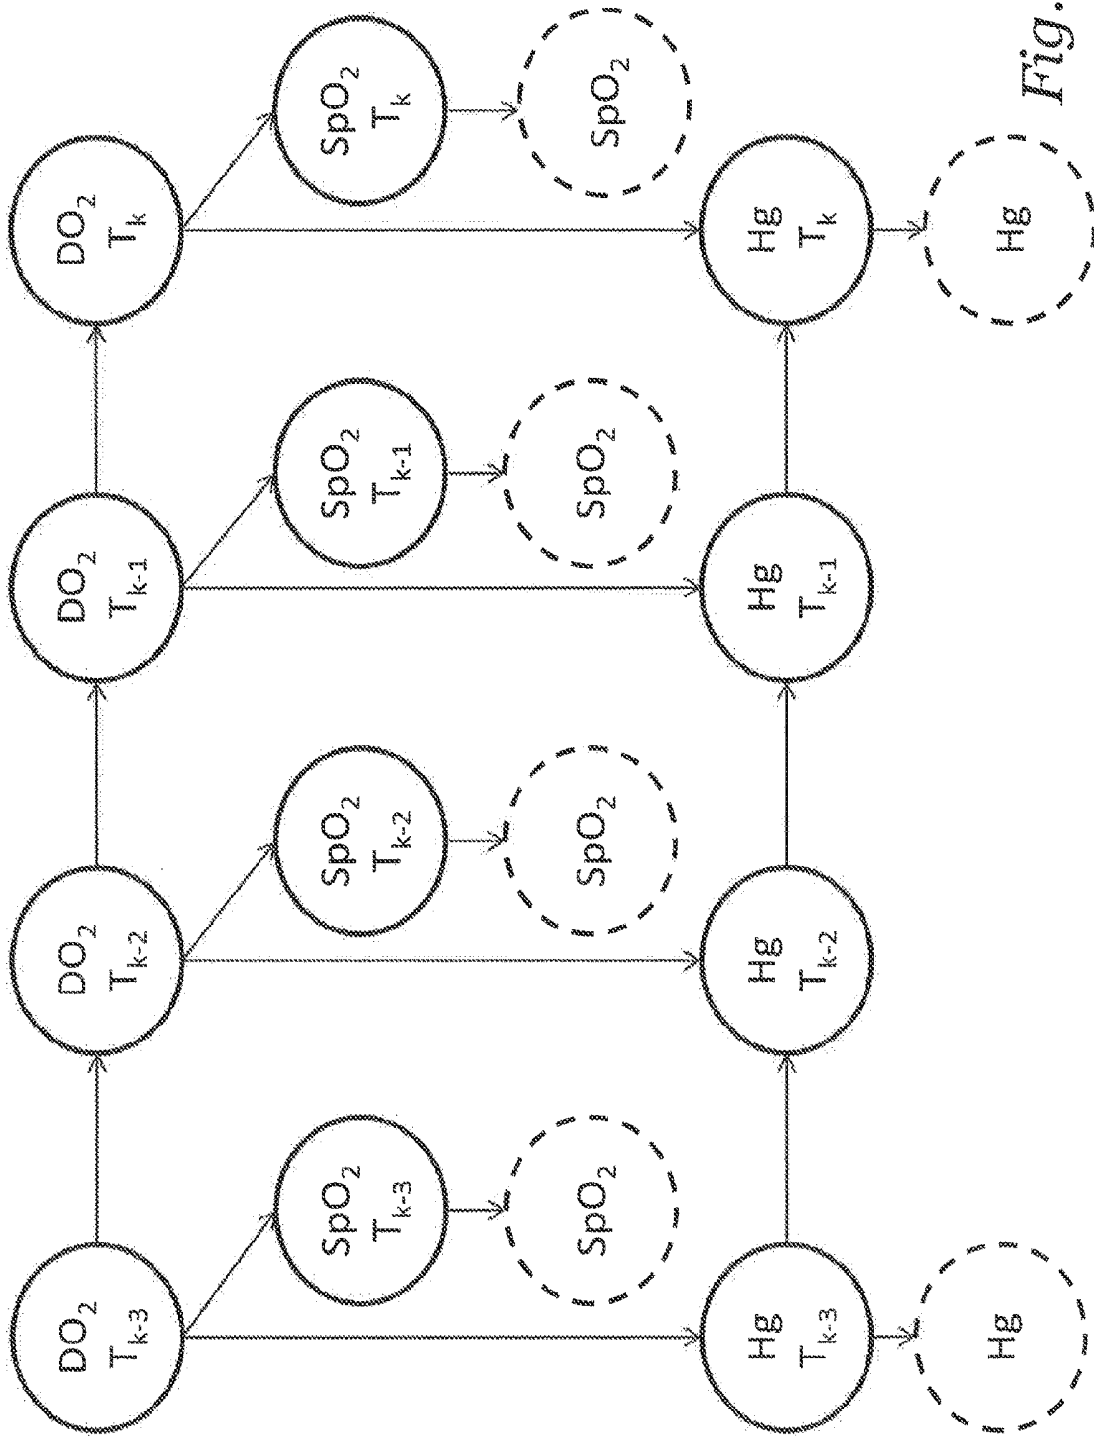 DO₂
Tₖ₋₃
DO₂
Tₖ₋₂
DO₂
Tₖ₋₁
DO₂
Tₖ
SpO₂
Tₖ₋₃
SpO₂
Tₖ₋₂
SpO₂
Tₖ₋₁
SpO₂
Tₖ
SpO₂
SpO₂
SpO₂
SpO₂
Hg
Tₖ₋₃
Hg
Tₖ₋₂
Hg
Tₖ₋₁
Hg
Tₖ
Hg
Hg
Fig.